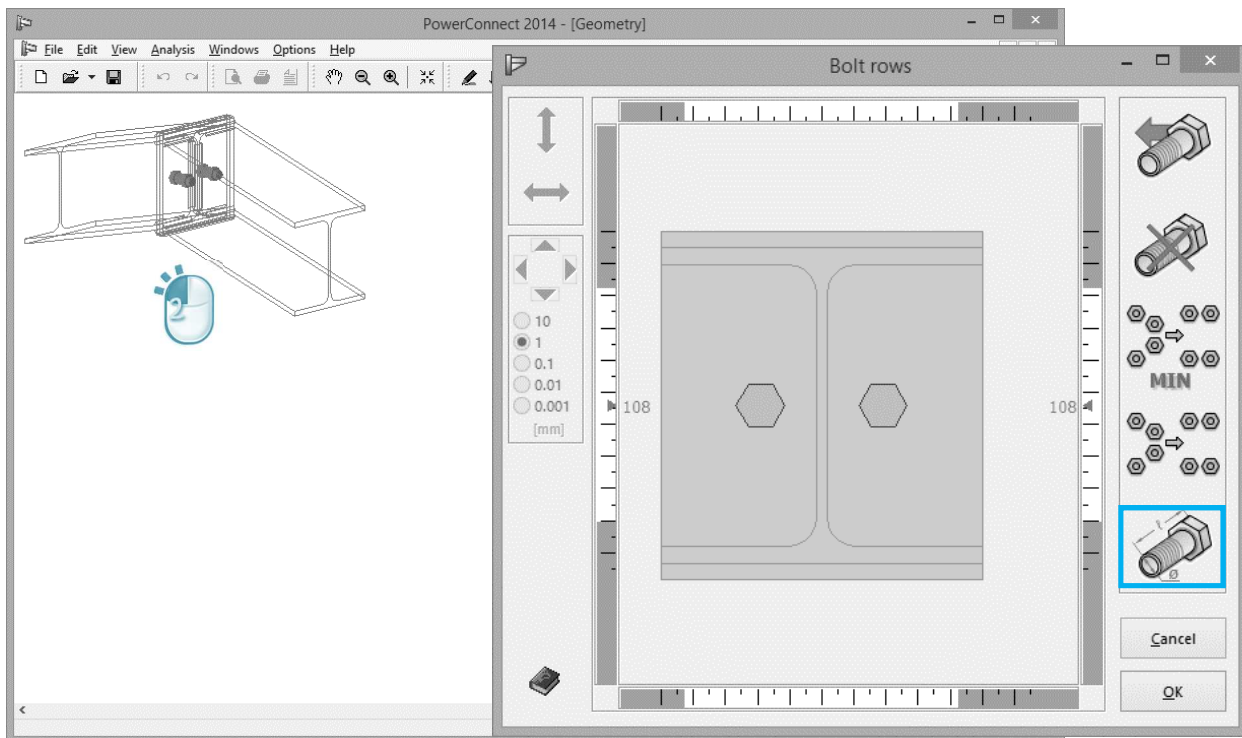 PowerConnect 2014 - [Geometry]
File Edit View Analysis Windows Options Help
2
Bolt rows
10
1
0.1
0.01
0.001
[mm]
108
108
MIN
ℓ
Ø
Cancel
OK